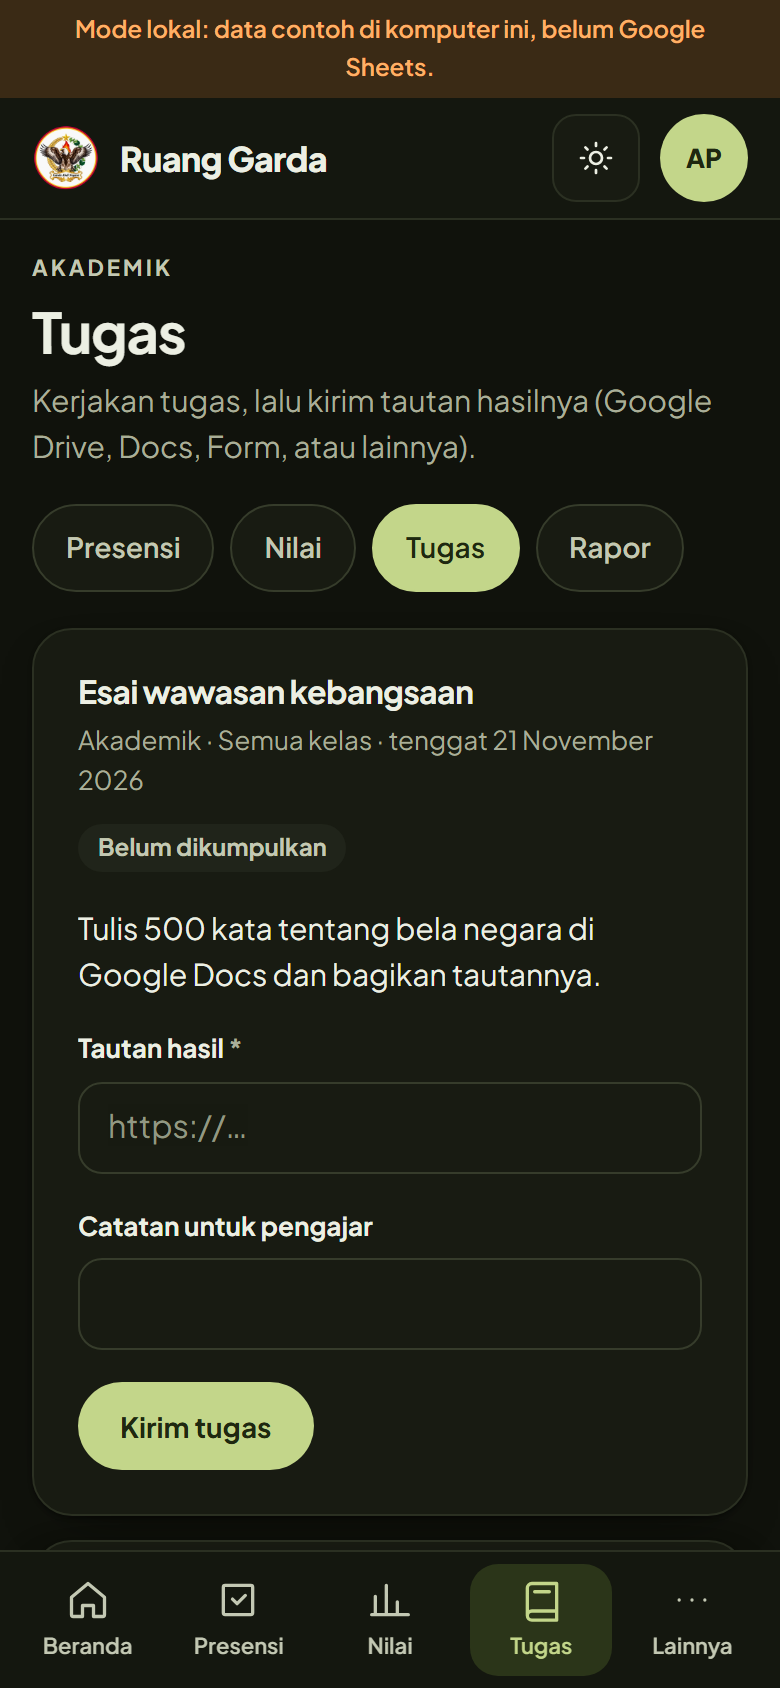 Mode lokal: data contoh di komputer ini, belum Google
Sheets.
Ruang Garda
AP
AKADEMIK
Tugas
Kerjakan tugas, lalu kirim tautan hasilnya (Google
Drive, Docs, Form, atau lainnya).
Presensi
Nilai
Tugas
Rapor
Esai wawasan kebangsaan
Akademik · Semua kelas · tenggat 21 November
2026
Belum dikumpulkan
Tulis 500 kata tentang bela negara di
Google Docs dan bagikan tautannya.
Tautan hasil *
https://...
Catatan untuk pengajar
Kirim tugas
Beranda
Presensi
Nilai
Tugas
Lainnya